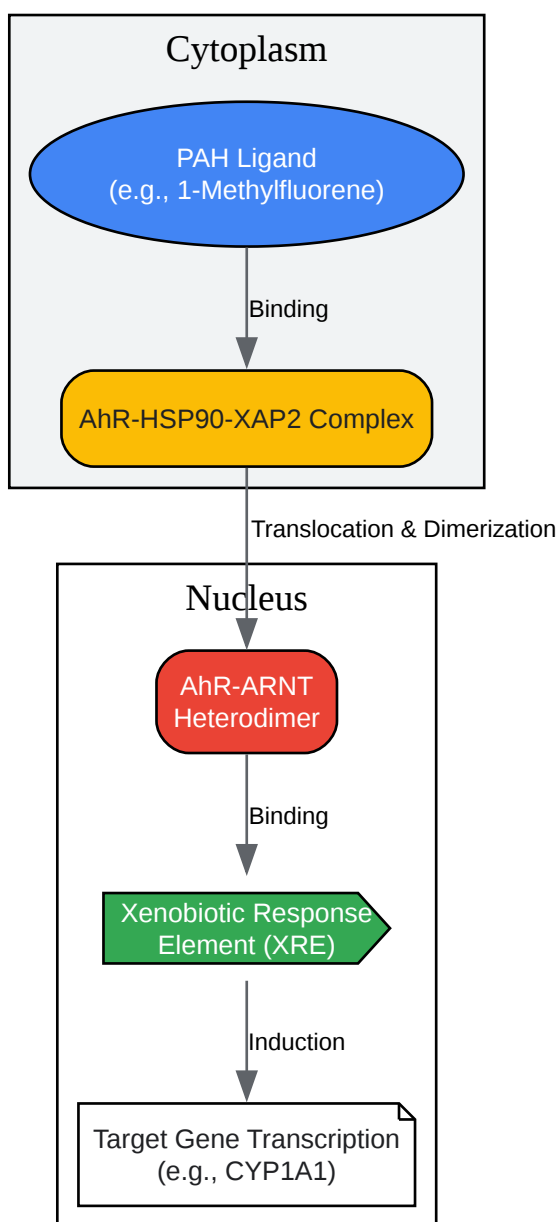 Cytoplasm
PAH Ligand
(e.g., 1-Methylfluorene)
Binding
AhR-HSP90-XAP2 Complex
Translocation & Dimerization
Nucleus
AhR-ARNT
Heterodimer
Binding
Xenobiotic Response
Element (XRE)
Induction
Target Gene Transcription
(e.g., CYP1A1)